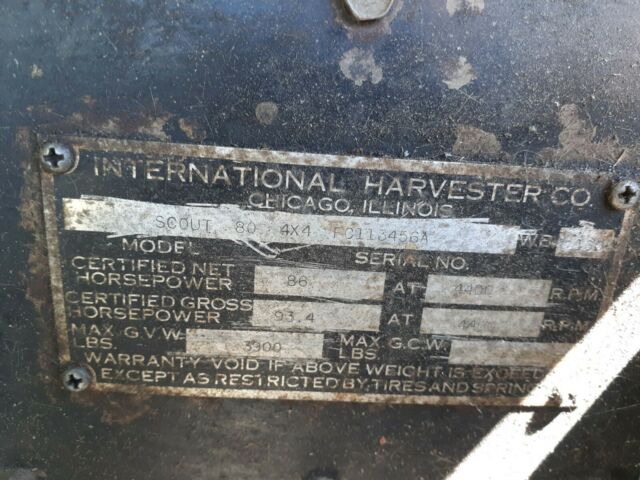 INTERNATIONAL HARVESTER CO.
CHICAGO, ILLINOIS
SCOUT 80 4X4 FC113456A W.B.
MODEL SERIAL NO.
CERTIFIED NET HORSEPOWER 86 AT 4400 R.P.M.
CERTIFIED GROSS HORSEPOWER 93.4 AT R.P.M.
MAX. G.V.W. LBS. 3900 MAX. G.C.W. LBS.
WARRANTY VOID IF ABOVE WEIGHT IS EXCEED
EXCEPT AS RESTRICTED BY TIRES AND SPRING